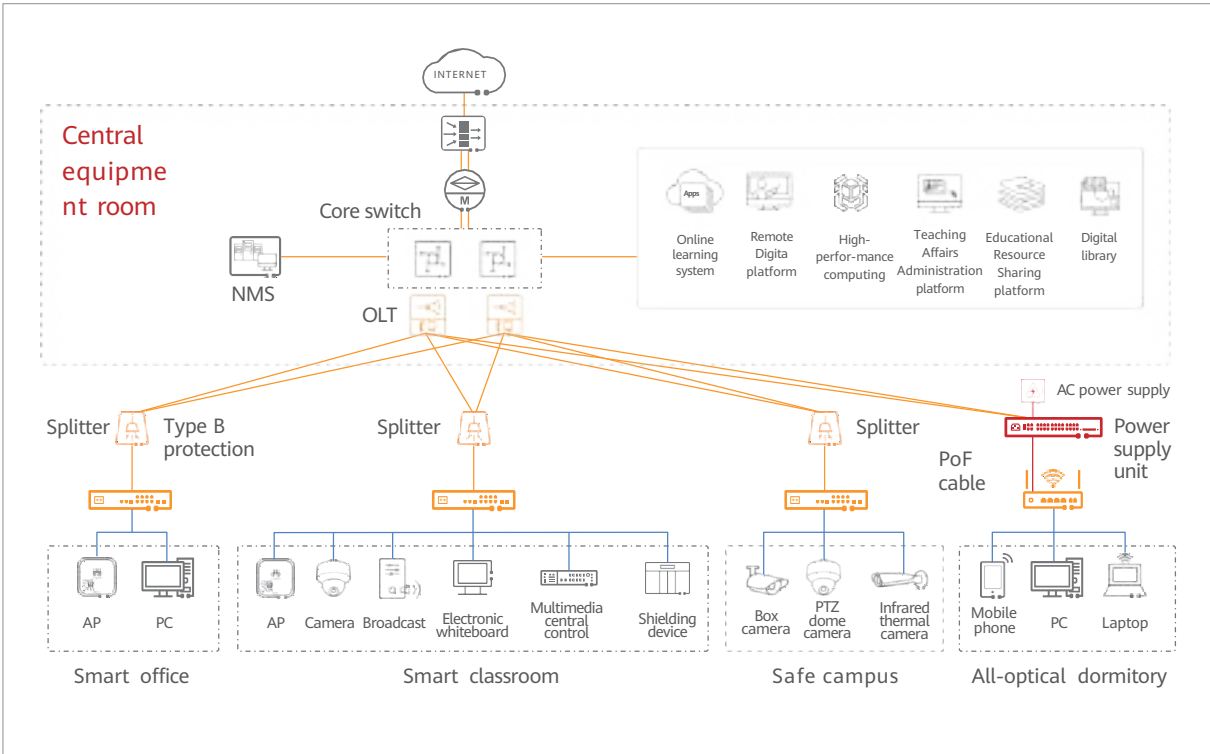 INTERNET
Central
equipme
nt room
M
Core switch
NMS
OLT
Apps
Online
learning
system
Remote
Digita
platform
High-
perfor-mance
computing
Teaching
Affairs
Administration
platform
Educational
Resource
Sharing
platform
Digital
library
Splitter
Type B
protection
Splitter
Splitter
AC power supply
Power
supply
unit
PoF
cable
AP
PC
Smart office
AP
Camera
Broadcast
Electronic
whiteboard
Multimedia
central
control
Shielding
device
Smart classroom
Box
camera
PTZ
dome
camera
Infrared
thermal
camera
Safe campus
Mobile
phone
PC
Laptop
All-optical dormitory